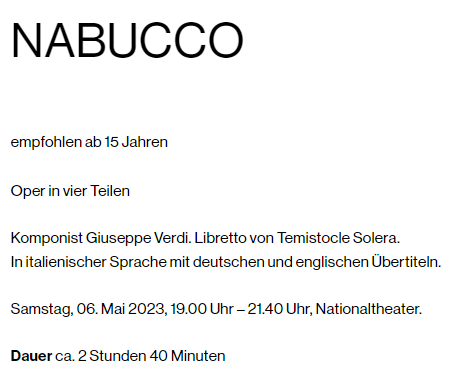 NABUCCO
empfohlen ab 15 Jahren
Oper in vier Teilen
Komponist Giuseppe Verdi. Libretto von Temistocle Solera.
In italienischer Sprache mit deutschen und englischen Übertiteln.
Samstag, 06. Mai 2023, 19.00 Uhr – 21.40 Uhr, Nationaltheater.
Dauer ca. 2 Stunden 40 Minuten